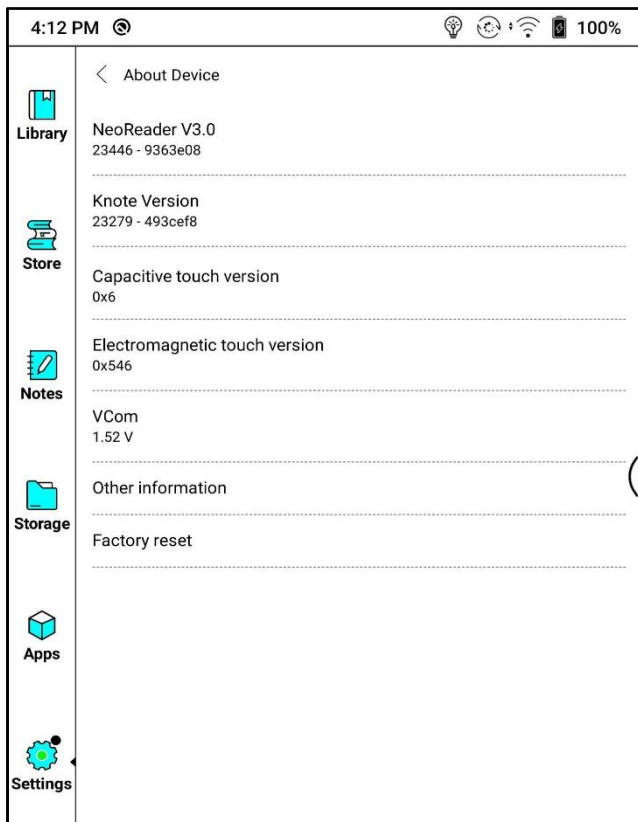 4:12 PM 100%
About Device
Library
NeoReader V3.0
23446 - 9363e08
Knote Version
23279 - 493cef8
Store
Capacitive touch version
0x6
Electromagnetic touch version
0x546
Notes
VCom
1.52 V
Other information
Storage
Factory reset
Apps
Settings